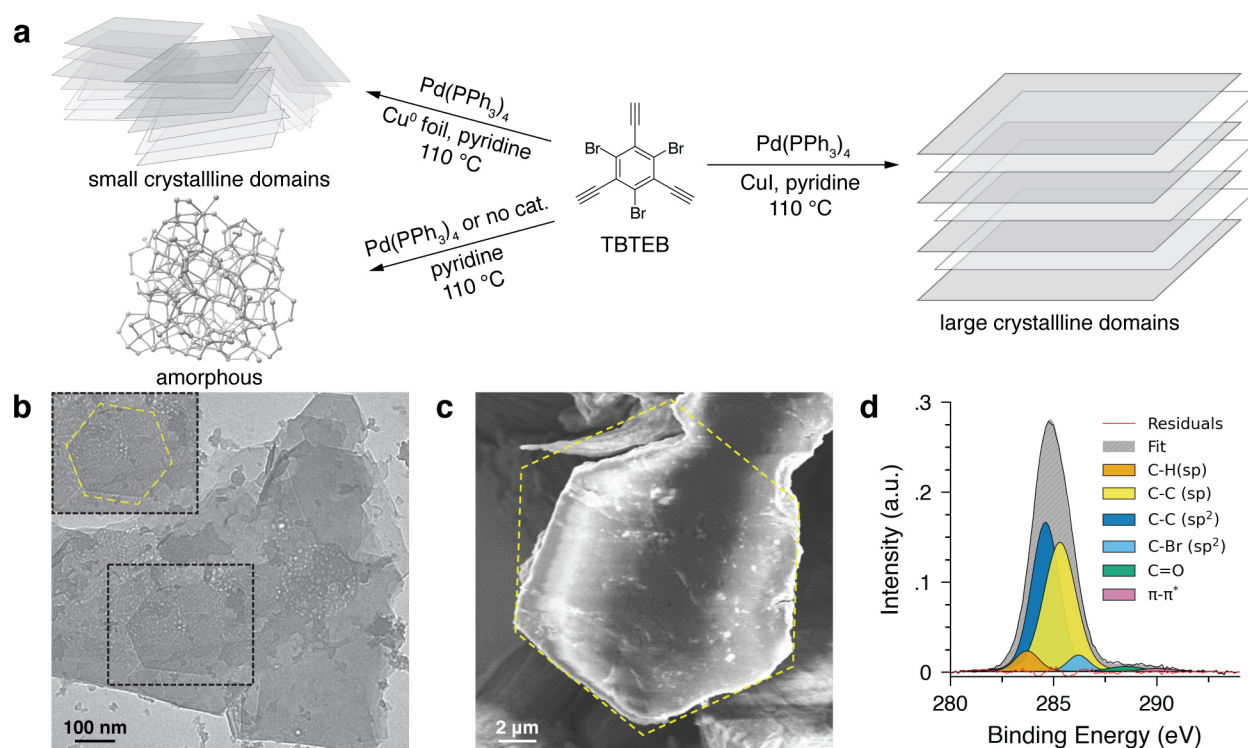 a
Pd(PPh3)4
Cu0 foil, pyridine
110 °C
small crystallline domains
Pd(PPh3)4 or no cat.
pyridine
110 °C
amorphous
Br
Br
Br
TBTEB
Pd(PPh3)4
CuI, pyridine
110 °C
large crystallline domains
b
100 nm
c
2 µm
d
.3
.2
.1
0
Intensity (a.u.)
280
285
290
Binding Energy (eV)
Residuals
Fit
C-H(sp)
C-C (sp)
C-C (sp²)
C-Br (sp²)
C=O
π-π*